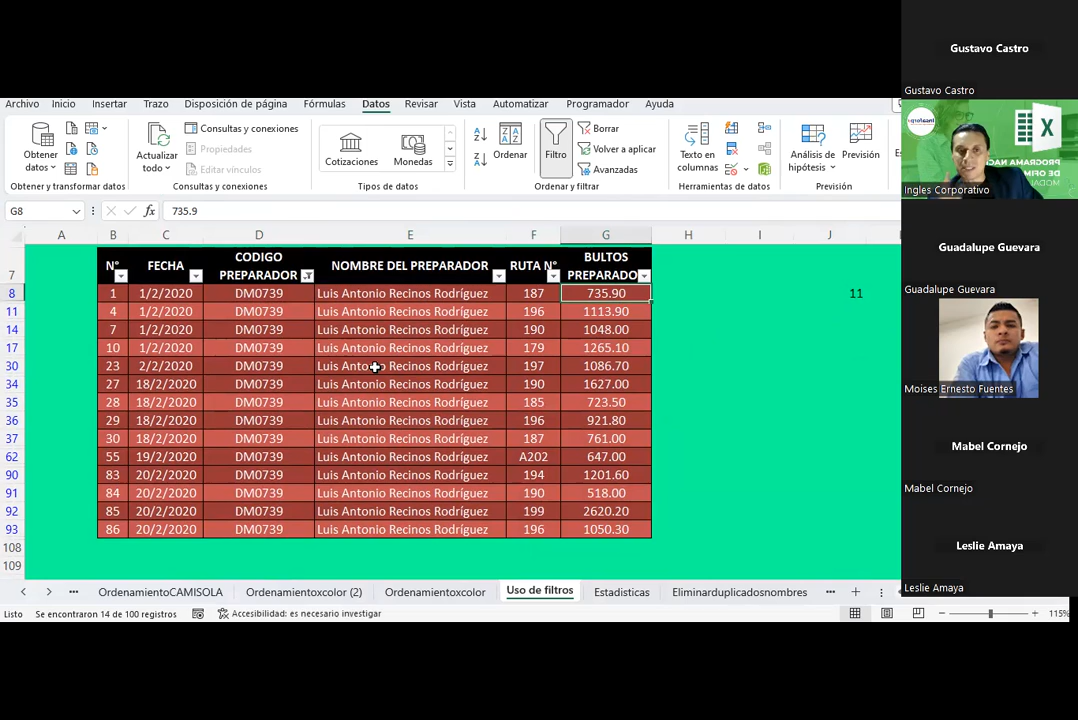 Archivo Inicio Insertar Trazo Disposición de página Fórmulas Datos Revisar Vista Automatizar Programador Ayuda
Obtener datos
Obtener y transformar datos
Actualizar todo
Consultas y conexiones
Propiedades
Editar vínculos
Consultas y conexiones
Cotizaciones Monedas
Tipos de datos
Ordenar
Filtro
Borrar
Volver a aplicar
Avanzadas
Ordenar y filtrar
Texto en columnas
Herramientas de datos
Análisis de hipótesis
Previsión
Previsión
G8 fx 735.9
A B C D E F G H I J
7 N° FECHA CODIGO PREPARADOR NOMBRE DEL PREPARADOR RUTA N° BULTOS PREPARADO
8 1 1/2/2020 DM0739 Luis Antonio Recinos Rodríguez 187 735.90 11
11 4 1/2/2020 DM0739 Luis Antonio Recinos Rodríguez 196 1113.90
14 7 1/2/2020 DM0739 Luis Antonio Recinos Rodríguez 190 1048.00
17 10 1/2/2020 DM0739 Luis Antonio Recinos Rodríguez 179 1265.10
30 23 2/2/2020 DM0739 Luis Antonio Recinos Rodríguez 197 1086.70
34 27 18/2/2020 DM0739 Luis Antonio Recinos Rodríguez 190 1627.00
35 28 18/2/2020 DM0739 Luis Antonio Recinos Rodríguez 185 723.50
36 29 18/2/2020 DM0739 Luis Antonio Recinos Rodríguez 196 921.80
37 30 18/2/2020 DM0739 Luis Antonio Recinos Rodríguez 187 761.00
62 55 19/2/2020 DM0739 Luis Antonio Recinos Rodríguez A202 647.00
90 83 20/2/2020 DM0739 Luis Antonio Recinos Rodríguez 194 1201.60
91 84 20/2/2020 DM0739 Luis Antonio Recinos Rodríguez 190 518.00
92 85 20/2/2020 DM0739 Luis Antonio Recinos Rodríguez 199 2620.20
93 86 20/2/2020 DM0739 Luis Antonio Recinos Rodríguez 196 1050.30
108
109
OrdenamientoCAMISOLA Ordenamientoxcolor (2) Ordenamientoxcolor Uso de filtros Estadisticas Eliminarduplicadosnombres
Listo Se encontraron 14 de 100 registros Accesibilidad: es necesario investigar 115%
Gustavo Castro
Gustavo Castro
Ingles Corporativo
Guadalupe Guevara
Guadalupe Guevara
Moises Ernesto Fuentes
Mabel Cornejo
Mabel Cornejo
Leslie Amaya
Leslie Amaya